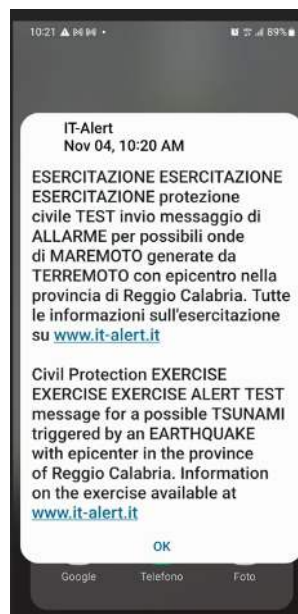 10:21
89%
IT-Alert
Nov 04, 10:20 AM
ESERCITAZIONE ESERCITAZIONE
ESERCITAZIONE protezione
civile TEST invio messaggio di
ALLARME per possibili onde
di MAREMOTO generate da
TERREMOTO con epicentro nella
provincia di Reggio Calabria. Tutte
le informazioni sull'esercitazione
su www.it-alert.it
Civil Protection EXERCISE
EXERCISE EXERCISE ALERT TEST
message for a possible TSUNAMI
triggered by an EARTHQUAKE
with epicenter in the province
of Reggio Calabria. Information
on the exercise available at
www.it-alert.it
OK
Google Telefono Foto